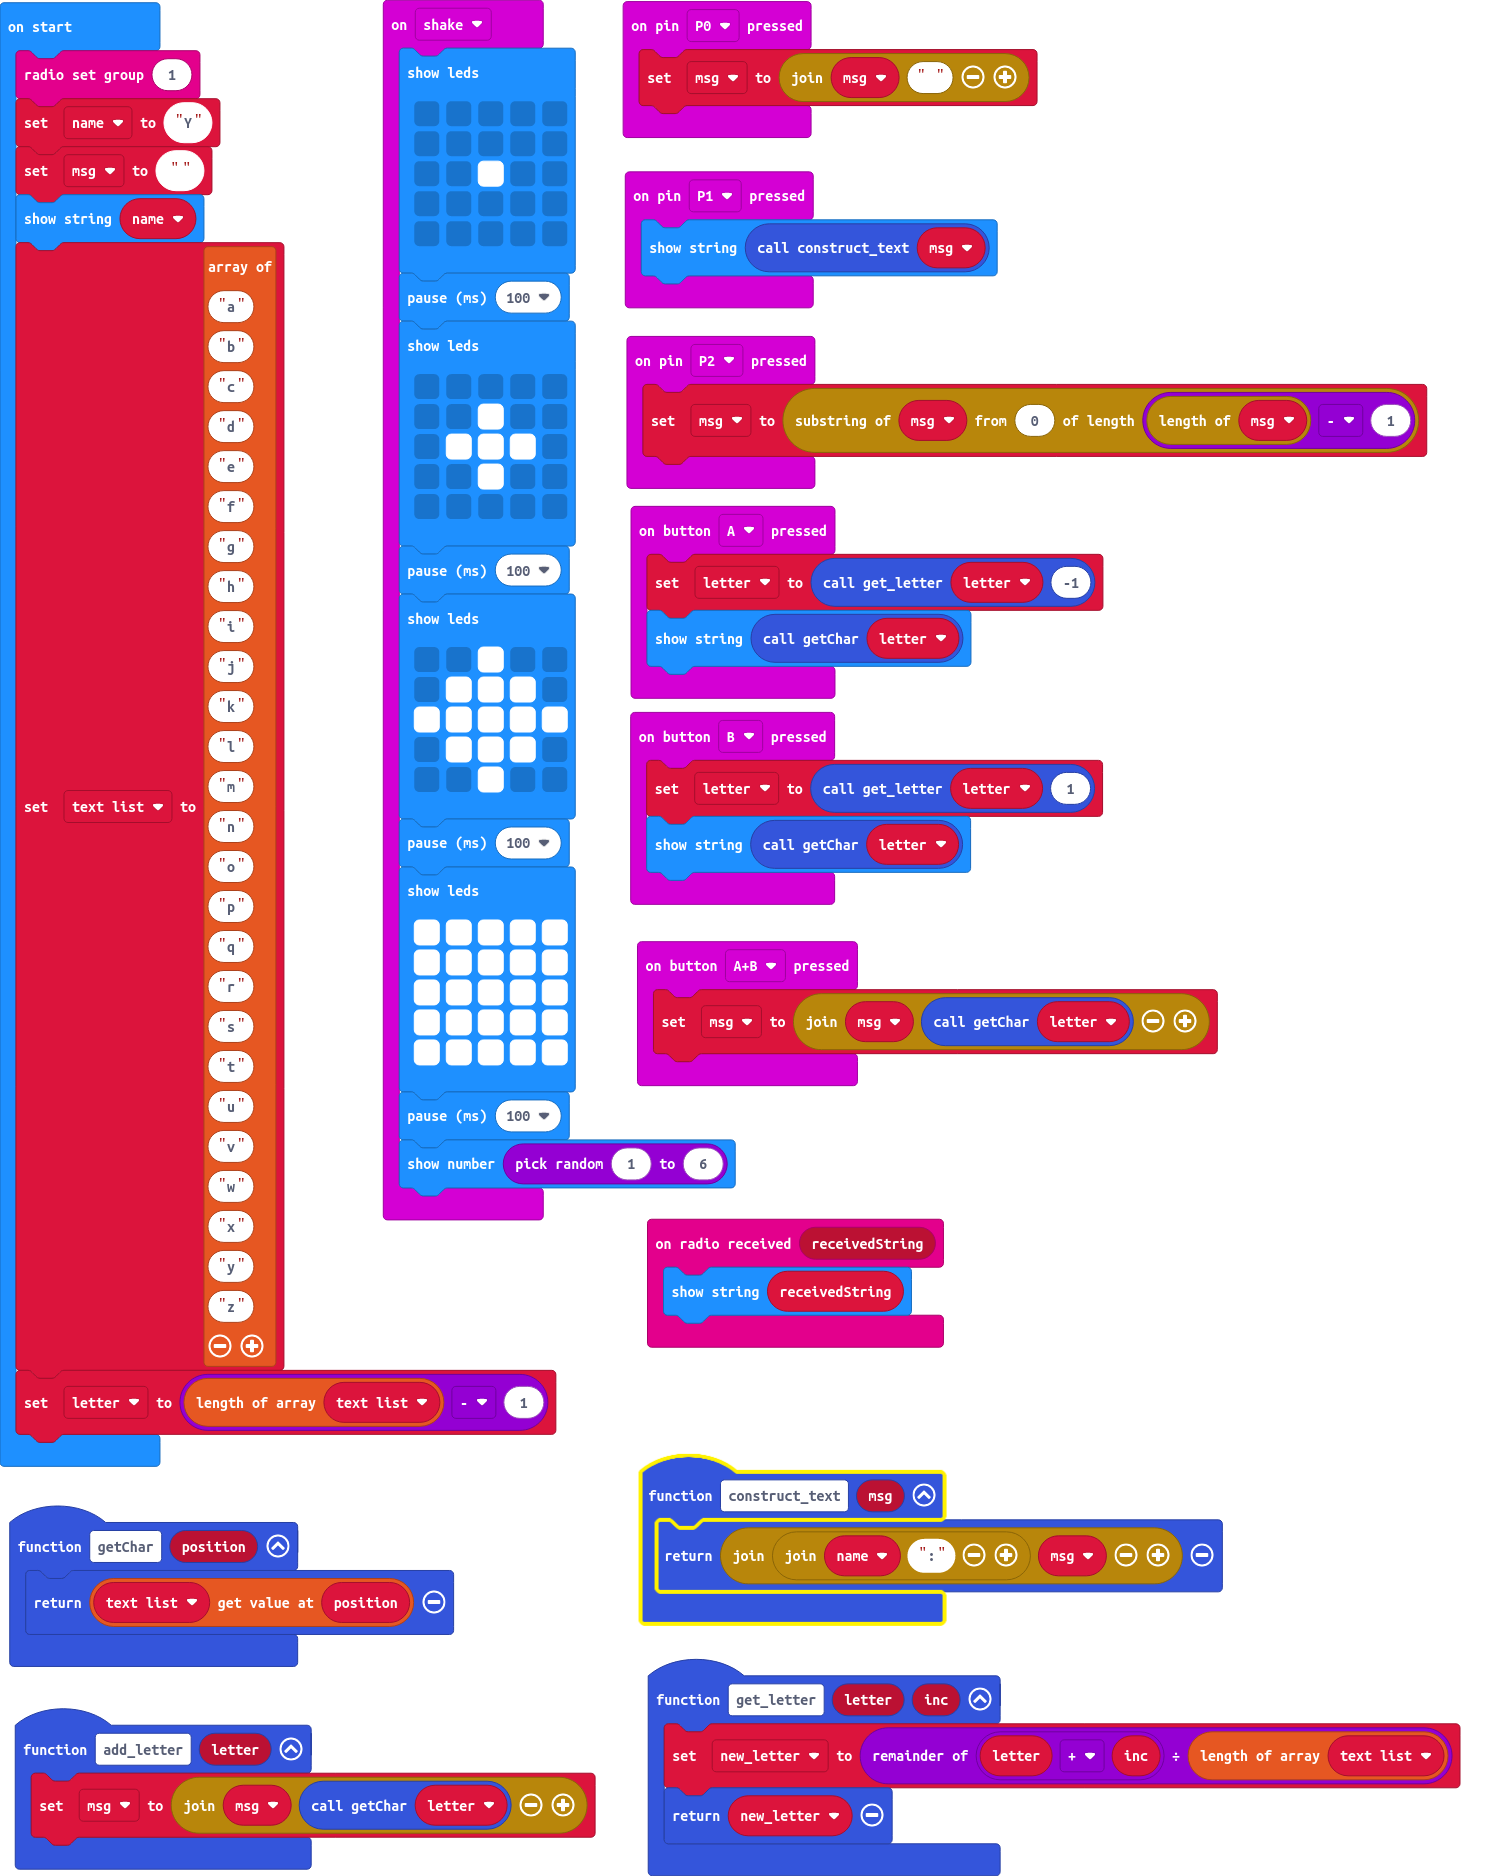 on start
radio set group 1
set name to "Y"
set msg to " "
show string name
set text list to array of
"a"
"b"
"c"
"d"
"e"
"f"
"g"
"h"
"i"
"j"
"k"
"l"
"m"
"n"
"o"
"p"
"q"
"r"
"s"
"t"
"u"
"v"
"w"
"x"
"y"
"z"
set letter to length of array text list - 1
on shake
show leds
pause (ms) 100
show leds
pause (ms) 100
show leds
pause (ms) 100
show leds
pause (ms) 100
show number pick random 1 to 6
on pin P0 pressed
set msg to join msg " "
on pin P1 pressed
show string call construct_text msg
on pin P2 pressed
set msg to substring of msg from 0 of length length of msg - 1
on button A pressed
set letter to call get_letter letter -1
show string call getChar letter
on button B pressed
set letter to call get_letter letter 1
show string call getChar letter
on button A+B pressed
set msg to join msg call getChar letter
on radio received receivedString
show string receivedString
function construct_text msg
return join join name ":" msg
function getChar position
return text list get value at position
function add_letter letter
set msg to join msg call getChar letter
function get_letter letter inc
set new_letter to remainder of letter + inc ÷ length of array text list
return new_letter